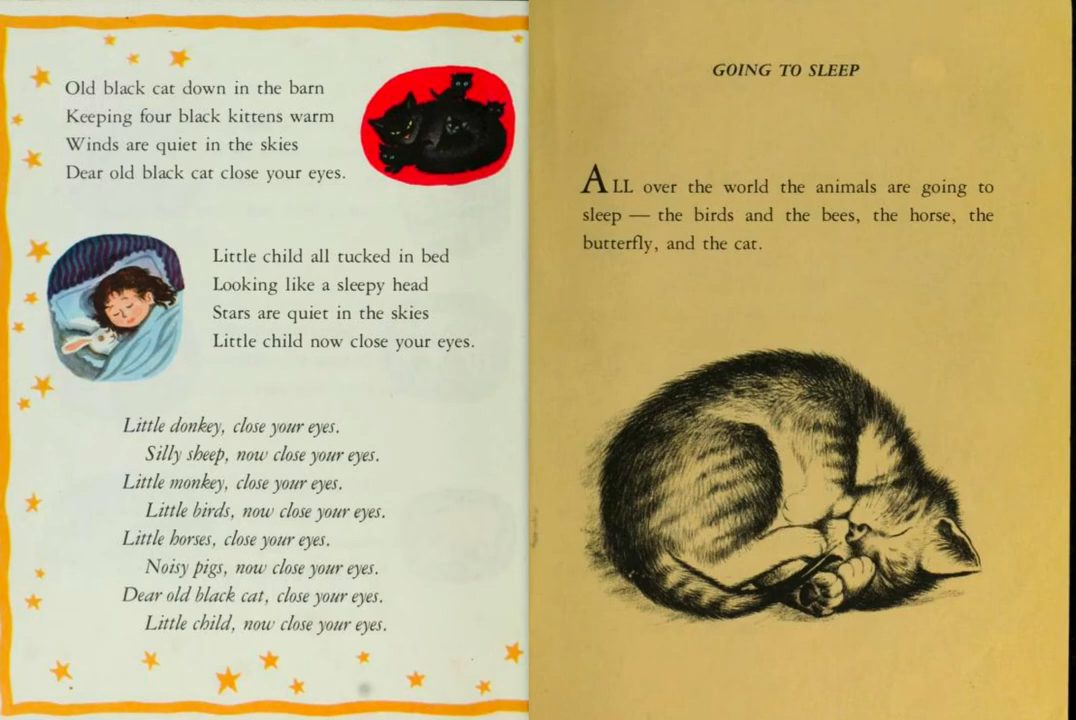 Old black cat down in the barn
Keeping four black kittens warm
Winds are quiet in the skies
Dear old black cat close your eyes.
Little child all tucked in bed
Looking like a sleepy head
Stars are quiet in the skies
Little child now close your eyes.
Little donkey, close your eyes.
Silly sheep, now close your eyes.
Little monkey, close your eyes.
Little birds, now close your eyes.
Little horses, close your eyes.
Noisy pigs, now close your eyes.
Dear old black cat, close your eyes.
Little child, now close your eyes.
GOING TO SLEEP
ALL over the world the animals are going to
sleep — the birds and the bees, the horse, the
butterfly, and the cat.